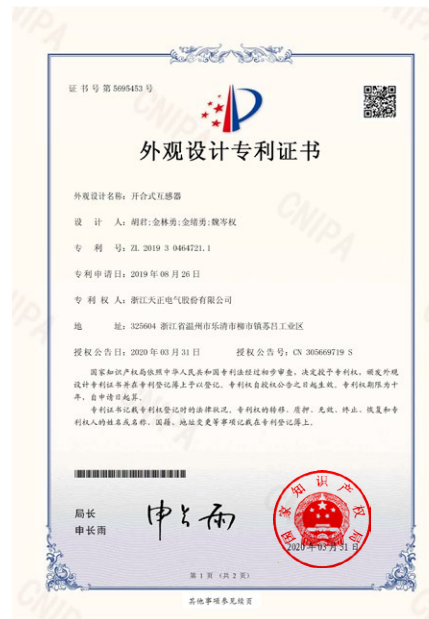 证书号第5695453号
外观设计专利证书
外观设计名称：开合式互感器
设计人：胡君;金林勇;金绪勇;魏岑权
专利号：ZL 2019 3 0464721.1
专利申请日：2019年08月26日
专利权人：浙江天正电气股份有限公司
地址：325604 浙江省温州市乐清市柳市镇苏吕工业区
授权公告日：2020年03月31日 授权公告号：CN 305669719 S
国家知识产权局依照中华人民共和国专利法经过初步审查，决定授予专利权，颁发外观
设计专利证书并在专利登记簿上予以登记。专利权自授权公告之日起生效。专利权期限为十
年，自申请日起算。
专利证书记载专利权登记时的法律状况。专利权的转移、质押、无效、终止、恢复和专
利权人的姓名或名称、国籍、地址变更等事项记载在专利登记簿上。
局长
申长雨
申长雨
国家知识产权局
2020年03月31日
第 1 页 （共 2 页）
其他事项参见续页
CNIPA
CNIPA
CNIPA
CNIPA
CNIPA